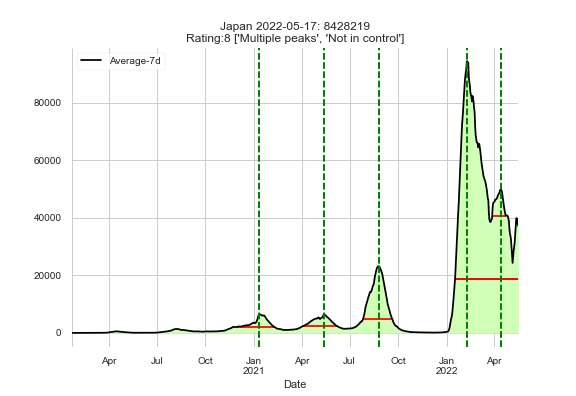 Japan 2022-05-17: 8428219
Rating:8 ['Multiple peaks', 'Not in control']
Average-7d
80000
60000
40000
20000
0
Apr Jul Oct Jan Apr Jul Oct Jan Apr
2021 2022
Date